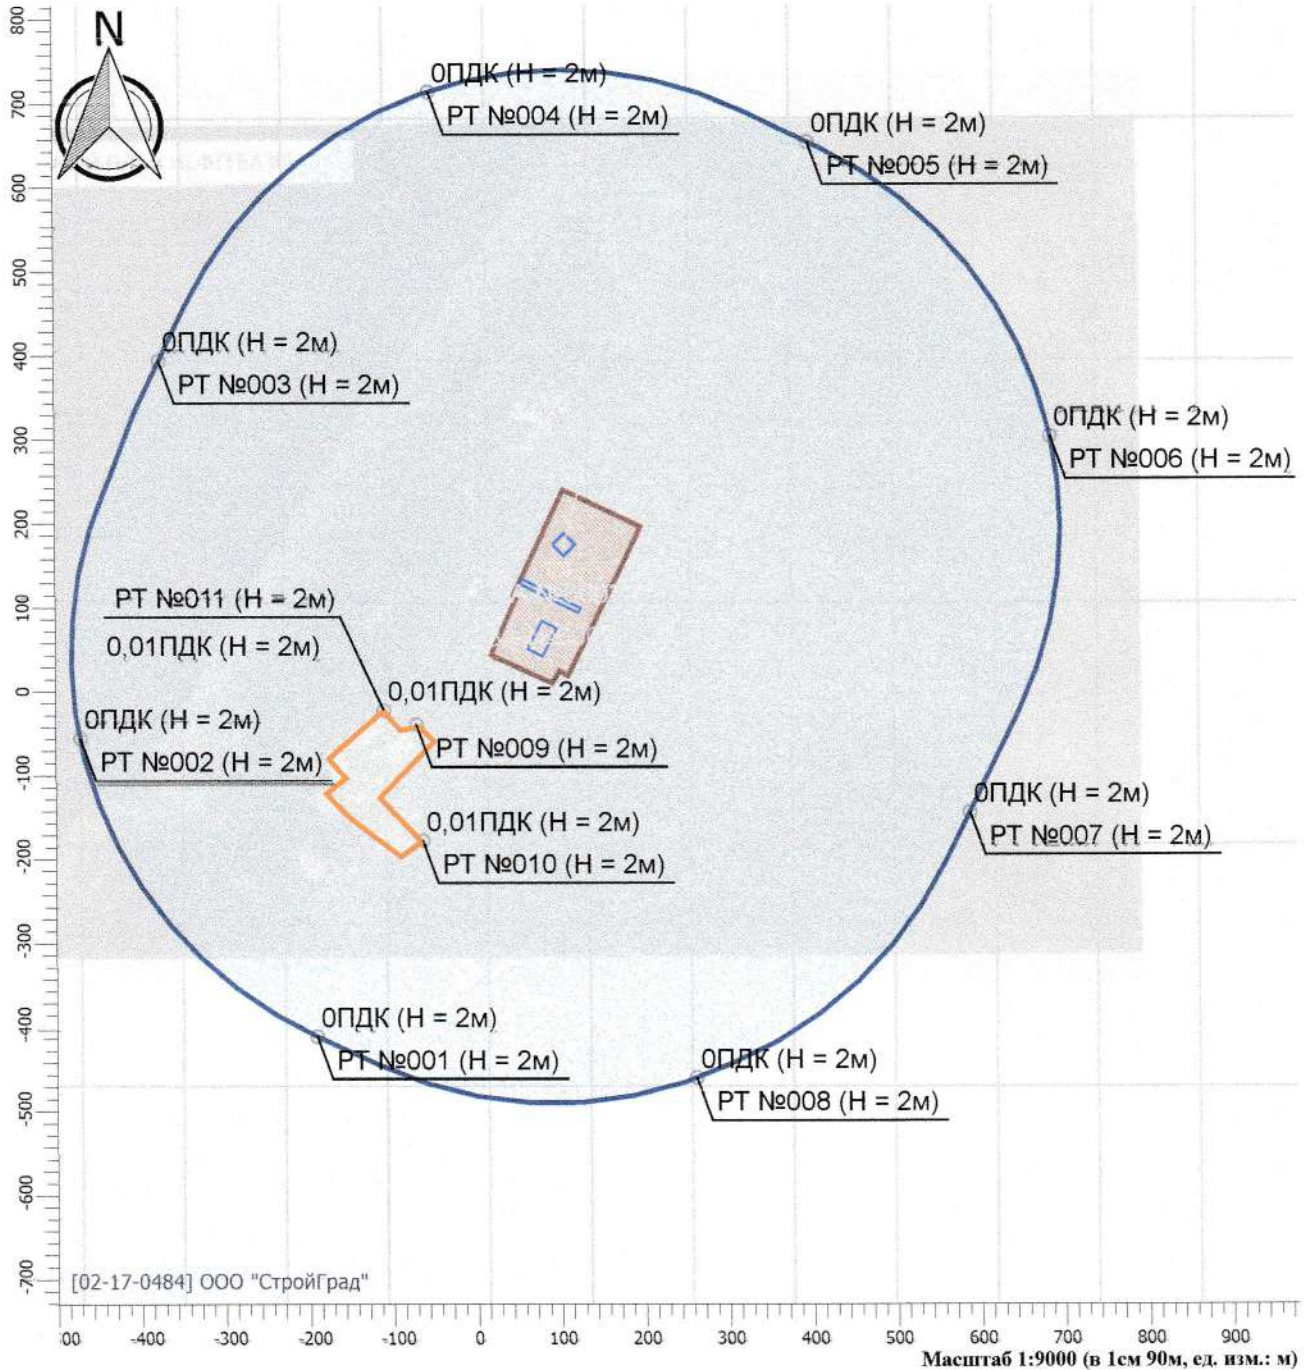 N
800
700
600
500
400
300
200
100
0
-100
-200
-300
-400
-500
-600
-700
0ПДК (Н = 2м)
РТ №004 (Н = 2м)
0ПДК (Н = 2м)
РТ №005 (Н = 2м)
0ПДК (Н = 2м)
РТ №003 (Н = 2м)
0ПДК (Н = 2м)
РТ №006 (Н = 2м)
РТ №011 (Н = 2м)
0,01ПДК (Н = 2м)
0,01ПДК (Н = 2м)
РТ №009 (Н = 2м)
0ПДК (Н = 2м)
РТ №002 (Н = 2м)
0ПДК (Н = 2м)
РТ №007 (Н = 2м)
0,01ПДК (Н = 2м)
РТ №010 (Н = 2м)
0ПДК (Н = 2м)
РТ №001 (Н = 2м)
0ПДК (Н = 2м)
РТ №008 (Н = 2м)
[02-17-0484] ООО "СтройГрад"
00 -400 -300 -200 -100 0 100 200 300 400 500 600 700 800 900
Масштаб 1:9000 (в 1см 90м, ед. изм.: м)